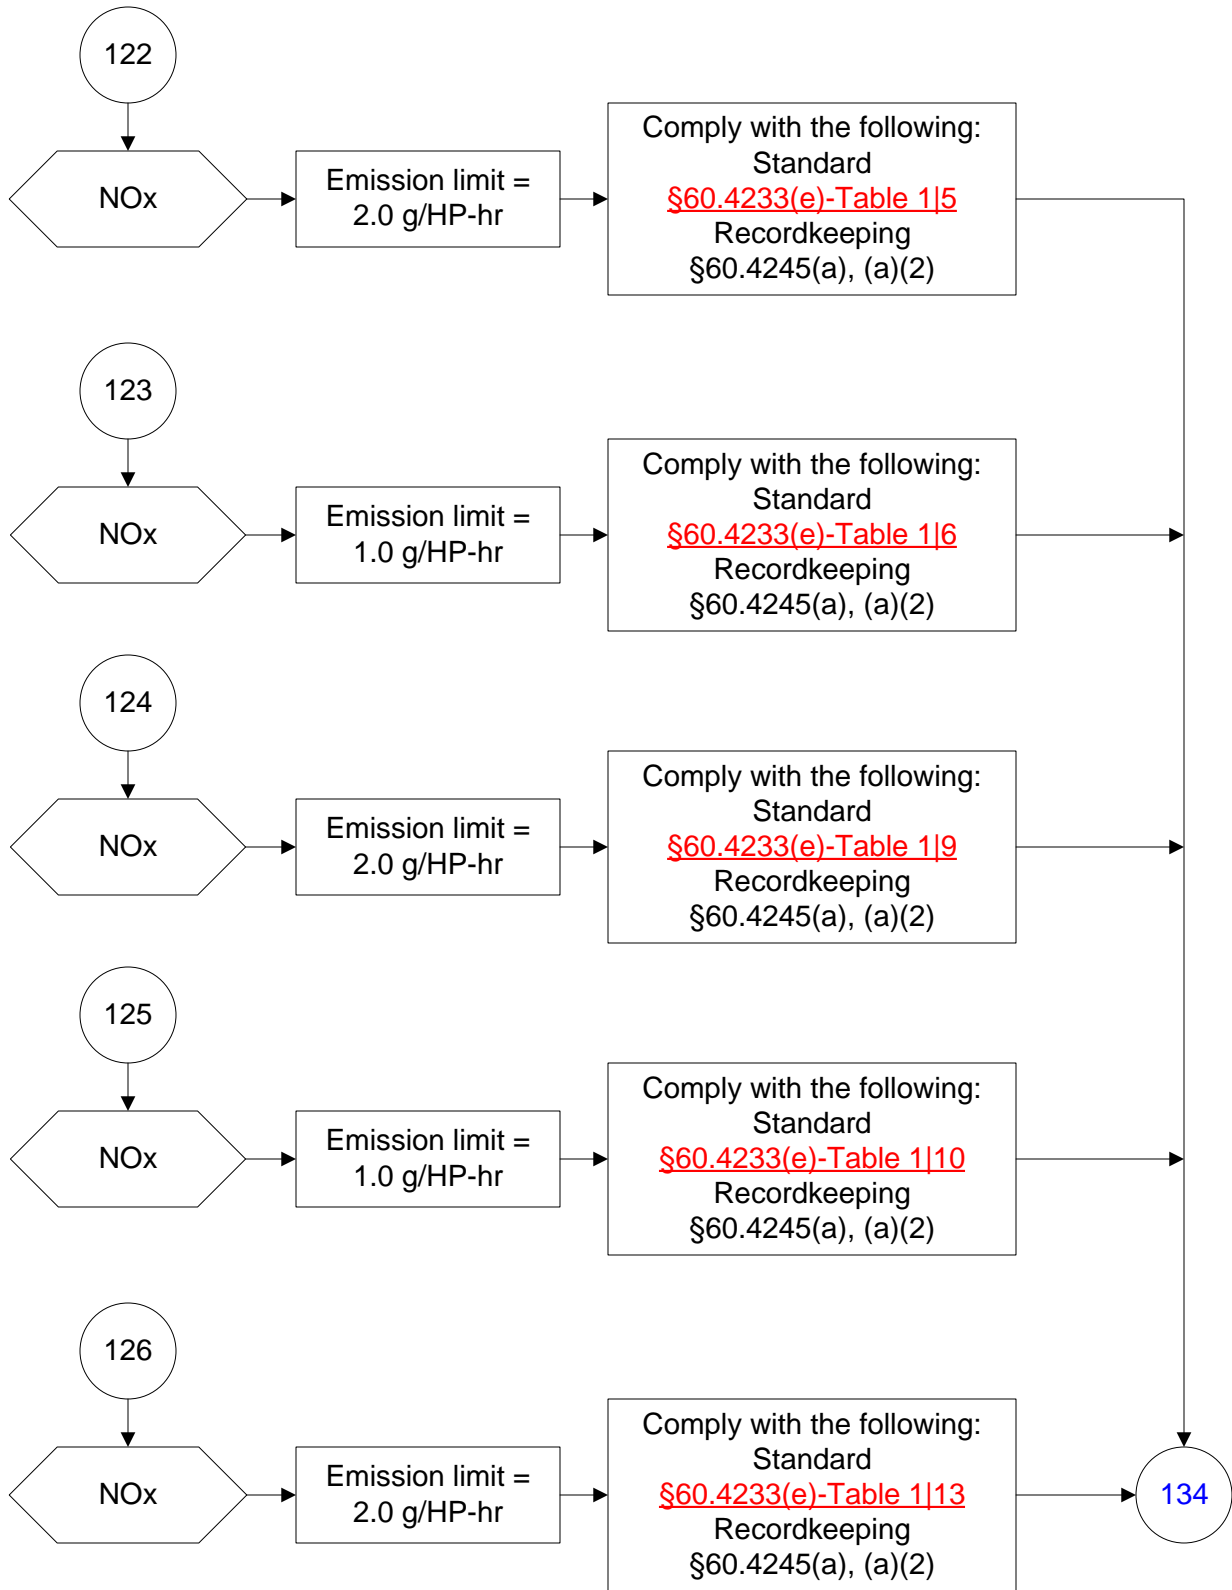 122
NOx
Emission limit =
2.0 g/HP-hr
Comply with the following:
Standard
§60.4233(e)-Table 1|5
Recordkeeping
§60.4245(a), (a)(2)
123
NOx
Emission limit =
1.0 g/HP-hr
Comply with the following:
Standard
§60.4233(e)-Table 1|6
Recordkeeping
§60.4245(a), (a)(2)
124
NOx
Emission limit =
2.0 g/HP-hr
Comply with the following:
Standard
§60.4233(e)-Table 1|9
Recordkeeping
§60.4245(a), (a)(2)
125
NOx
Emission limit =
1.0 g/HP-hr
Comply with the following:
Standard
§60.4233(e)-Table 1|10
Recordkeeping
§60.4245(a), (a)(2)
126
NOx
Emission limit =
2.0 g/HP-hr
Comply with the following:
Standard
§60.4233(e)-Table 1|13
Recordkeeping
§60.4245(a), (a)(2)
134